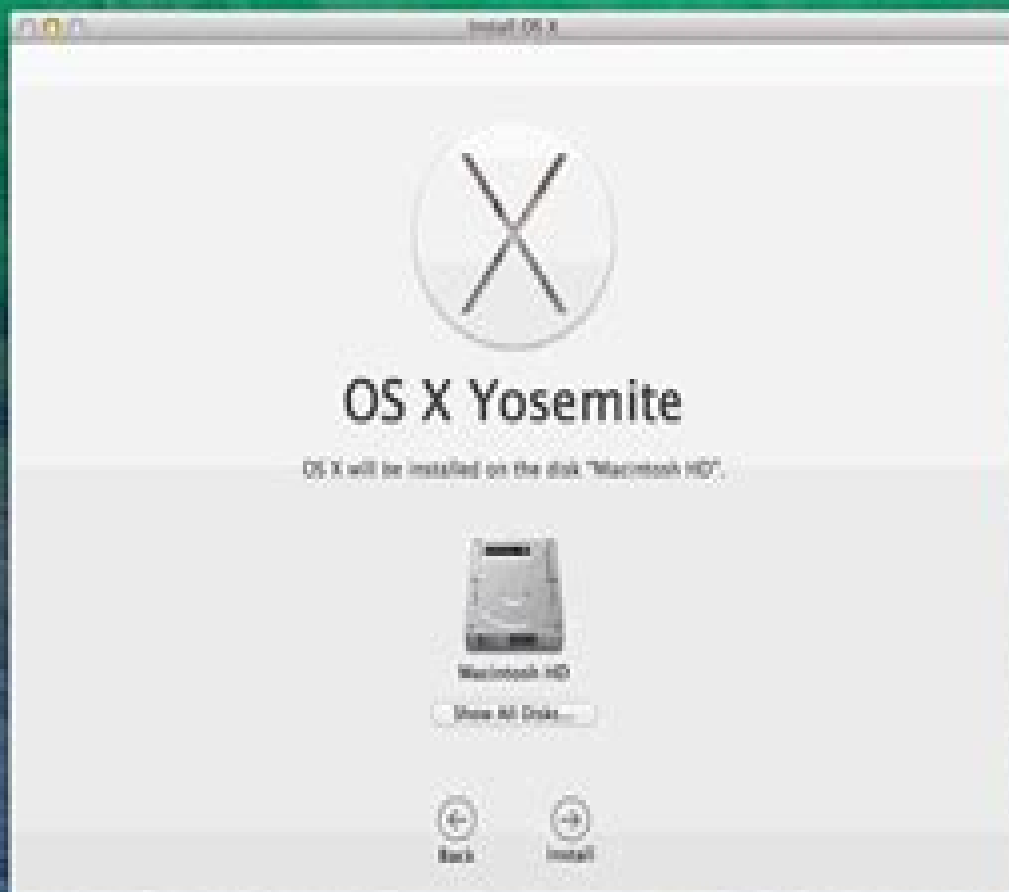 Install OS X
OS X Yosemite
OS X will be installed on the disk "Macintosh HD".
Macintosh HD
Show All Disks...
Back
Install